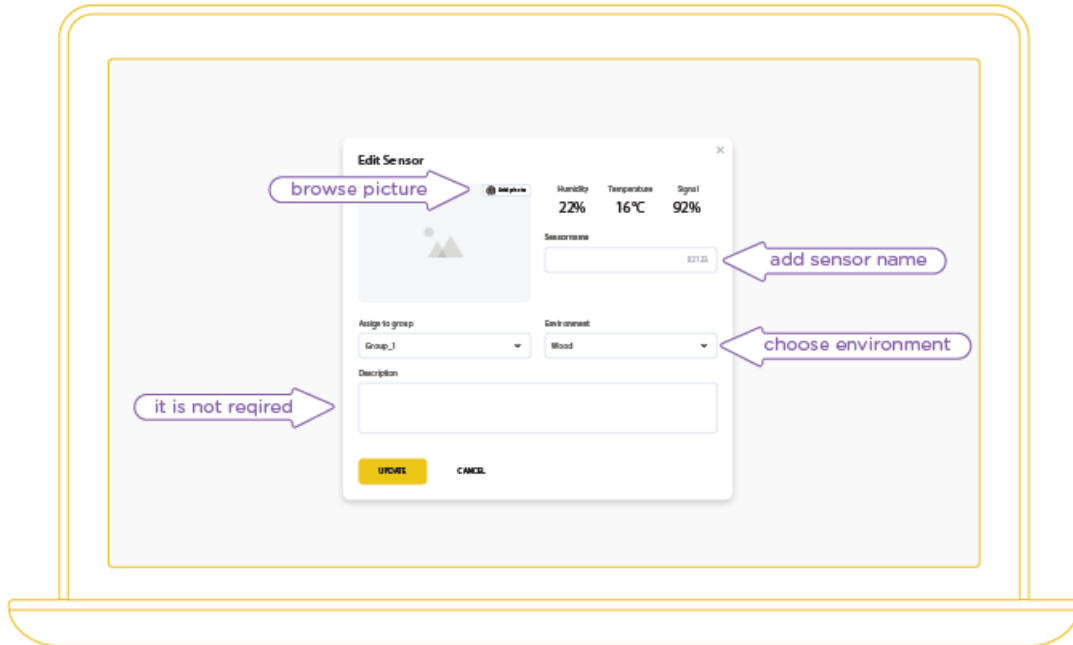 Edit Sensor
×
browse picture
Add photo
Humidity Temperature Signal
22% 16°C 92%
Sensor name
add sensor name
Assign to group
Environment
Group_1
Wood
choose environment
Description
it is not reqired
UPDATE
CANCEL